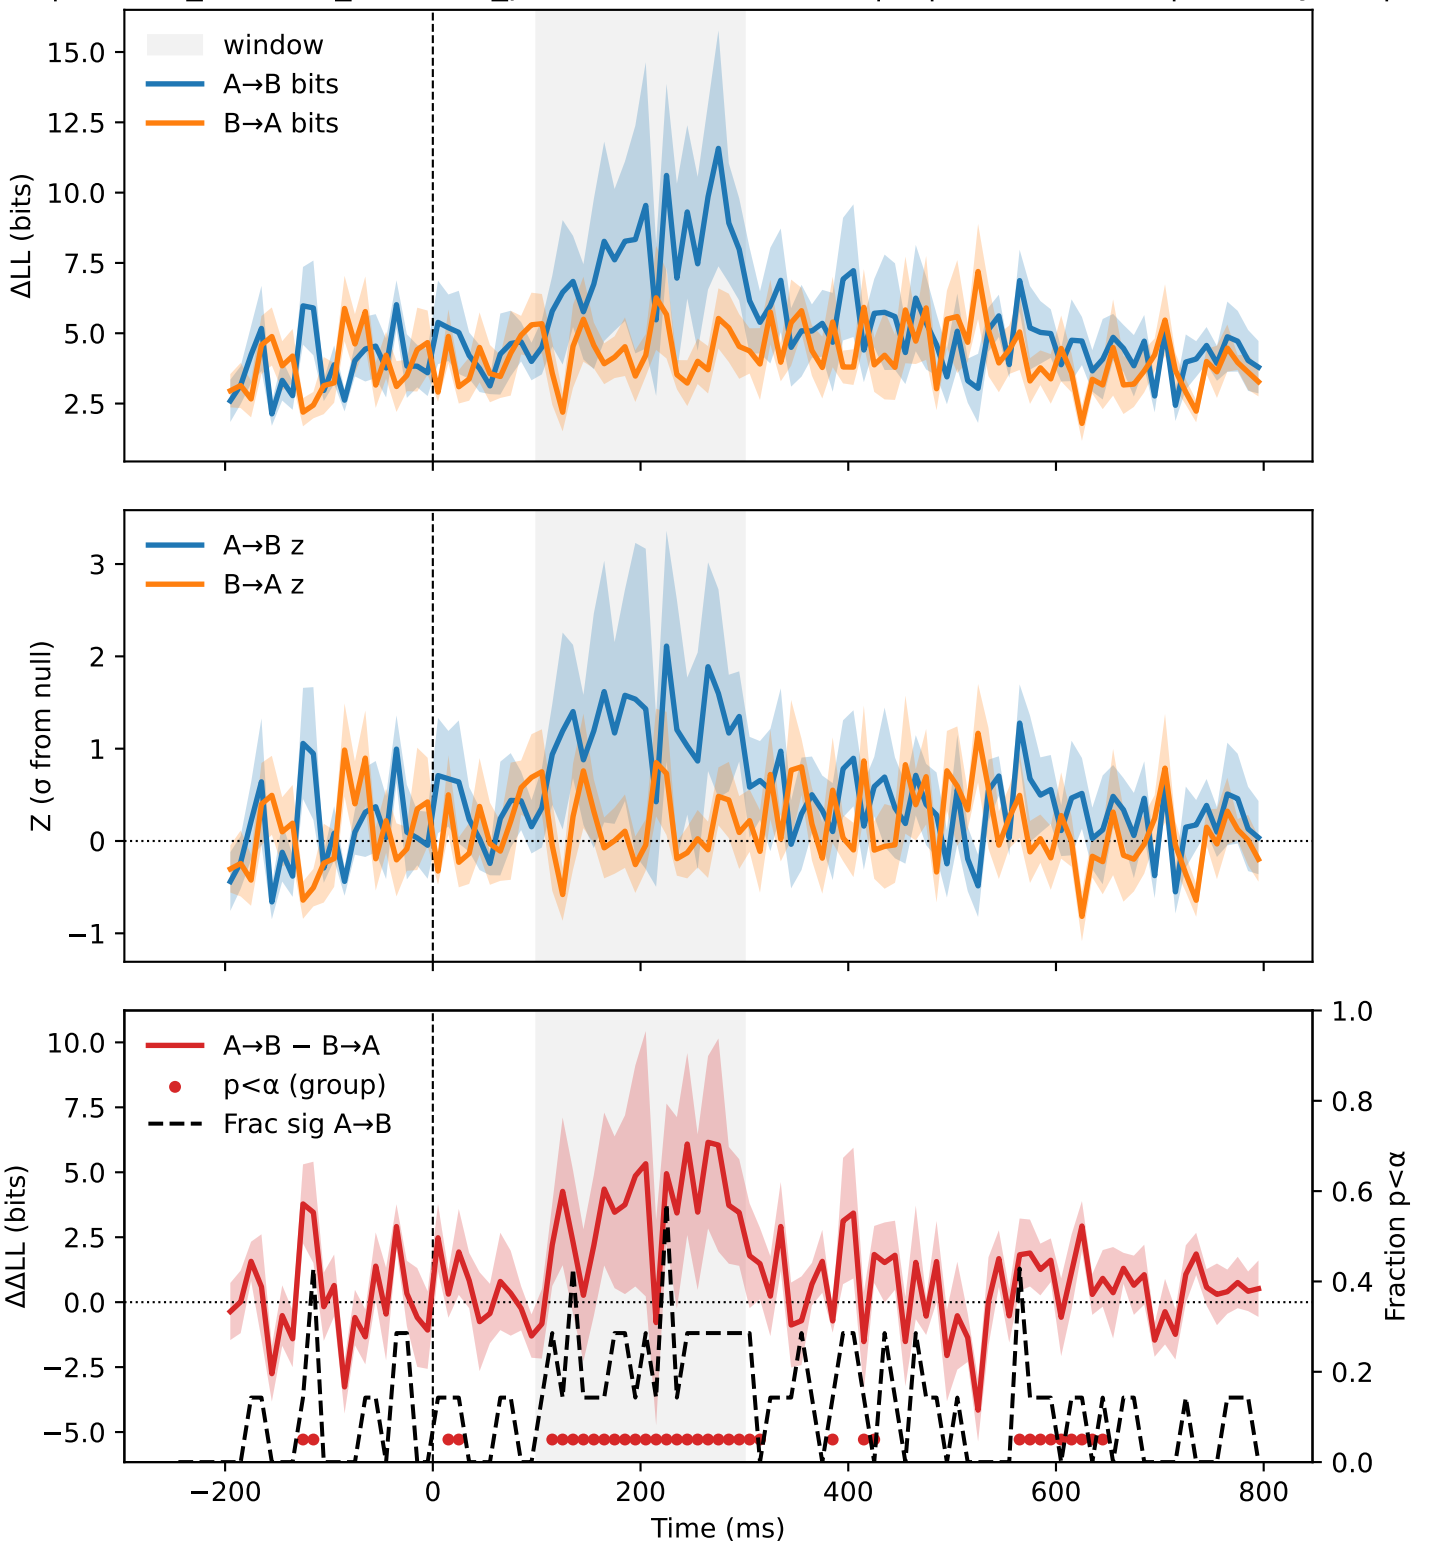 15.0
12.5
10.0
7.5
5.0
2.5
ΔLL (bits)
window
A→B bits
B→A bits
3
2
1
0
−1
Z (σ from null)
A→B z
B→A z
10.0
7.5
5.0
2.5
0.0
−2.5
−5.0
ΔΔLL (bits)
A→B − B→A
p<α (group)
Frac sig A→B
1.0
0.8
0.6
0.4
0.2
0.0
Fraction p<α
−200
0
200
400
600
800
Time (ms)